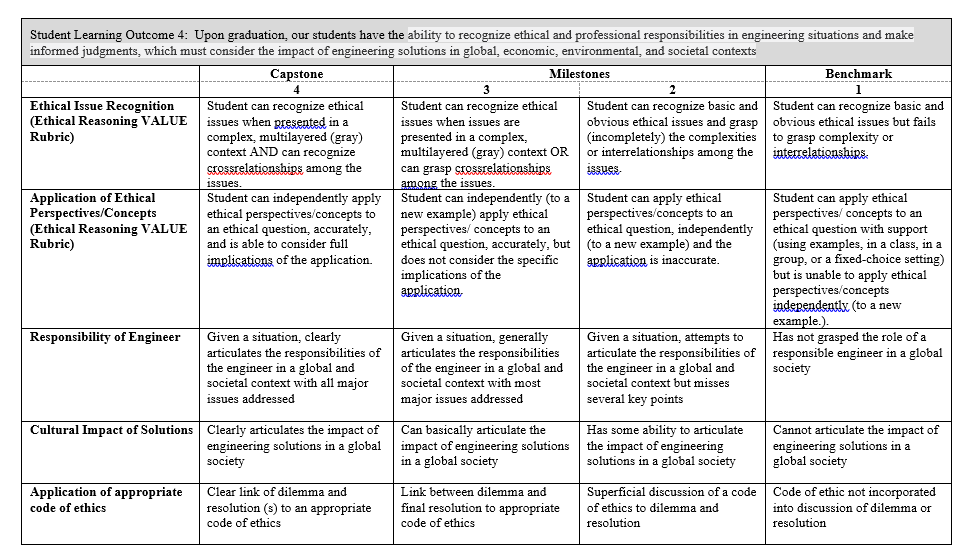 Student Learning Outcome 4:  Upon graduation, our students have the ability to recognize ethical and professional responsibilities in engineering situations and make
informed judgments, which must consider the impact of engineering solutions in global, economic, environmental, and societal contexts
Capstone
Milestones
Benchmark
4
3
2
1
Ethical Issue Recognition
(Ethical Reasoning VALUE
Rubric)
Student can recognize ethical
issues when presented in a
complex, multilayered (gray)
context AND can recognize
crossrelationships among the
issues.
Student can recognize ethical
issues when issues are
presented in a complex,
multilayered (gray) context OR
can grasp crossrelationships
among the issues.
Student can recognize basic and
obvious ethical issues and grasp
(incompletely) the complexities
or interrelationships among the
issues.
Student can recognize basic and
obvious ethical issues but fails
to grasp complexity or
interrelationships.
Application of Ethical
Perspectives/Concepts
(Ethical Reasoning VALUE
Rubric)
Student can independently apply
ethical perspectives/concepts to
an ethical question, accurately,
and is able to consider full
implications of the application.
Student can independently (to a
new example) apply ethical
perspectives/ concepts to an
ethical question, accurately, but
does not consider the specific
implications of the
application.
Student can apply ethical
perspectives/concepts to an
ethical question, independently
(to a new example) and the
application is inaccurate.
Student can apply ethical
perspectives/ concepts to an
ethical question with support
(using examples, in a class, in a
group, or a fixed-choice setting)
but is unable to apply ethical
perspectives/concepts
independently (to a new
example.).
Responsibility of Engineer
Given a situation, clearly
articulates the responsibilities of
the engineer in a global and
societal context with all major
issues addressed
Given a situation, generally
articulates the responsibilities
of the engineer in a global and
societal context with most
major issues addressed
Given a situation, attempts to
articulate the responsibilities of
the engineer in a global and
societal context but misses
several key points
Has not grasped the role of a
responsible engineer in a global
society
Cultural Impact of Solutions
Clearly articulates the impact of
engineering solutions in a global
society
Can basically articulate the
impact of engineering solutions
in a global society
Has some ability to articulate
the impact of engineering
solutions in a global society
Cannot articulate the impact of
engineering solutions in a
global society
Application of appropriate
code of ethics
Clear link of dilemma and
resolution (s) to an appropriate
code of ethics
Link between dilemma and
final resolution to appropriate
code of ethics
Superficial discussion of a code
of ethics to dilemma and
resolution
Code of ethic not incorporated
into discussion of dilemma or
resolution